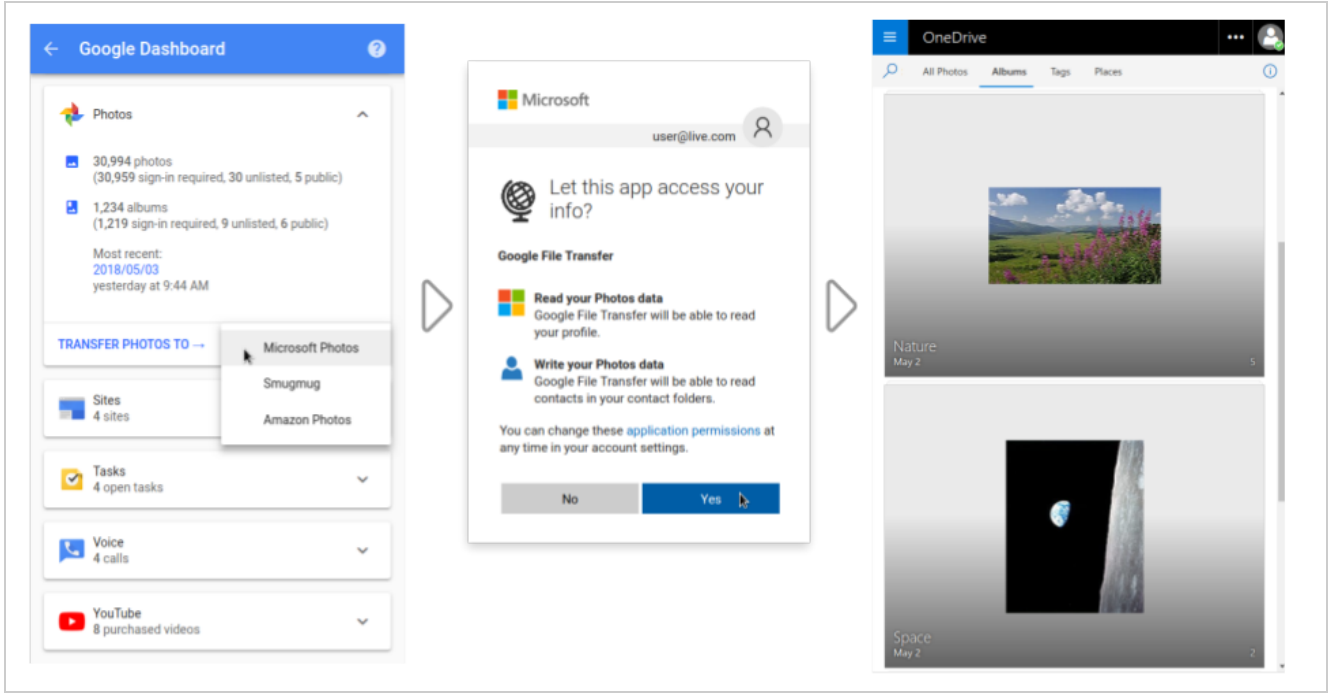 Google Dashboard
?
Photos
30,994 photos
(30,959 sign-in required, 30 unlisted, 5 public)
1,234 albums
(1,219 sign-in required, 9 unlisted, 6 public)
Most recent:
2018/05/03
yesterday at 9:44 AM
TRANSFER PHOTOS TO →
Microsoft Photos
Smugmug
Amazon Photos
Sites
4 sites
Tasks
4 open tasks
Voice
4 calls
YouTube
8 purchased videos
Microsoft
user@live.com
Let this app access your
info?
Google File Transfer
Read your Photos data
Google File Transfer will be able to read
your profile.
Write your Photos data
Google File Transfer will be able to read
contacts in your contact folders.
You can change these application permissions at
any time in your account settings.
No
Yes
OneDrive
All Photos Albums Tags Places
Nature
May 2 5
Space
May 2 2